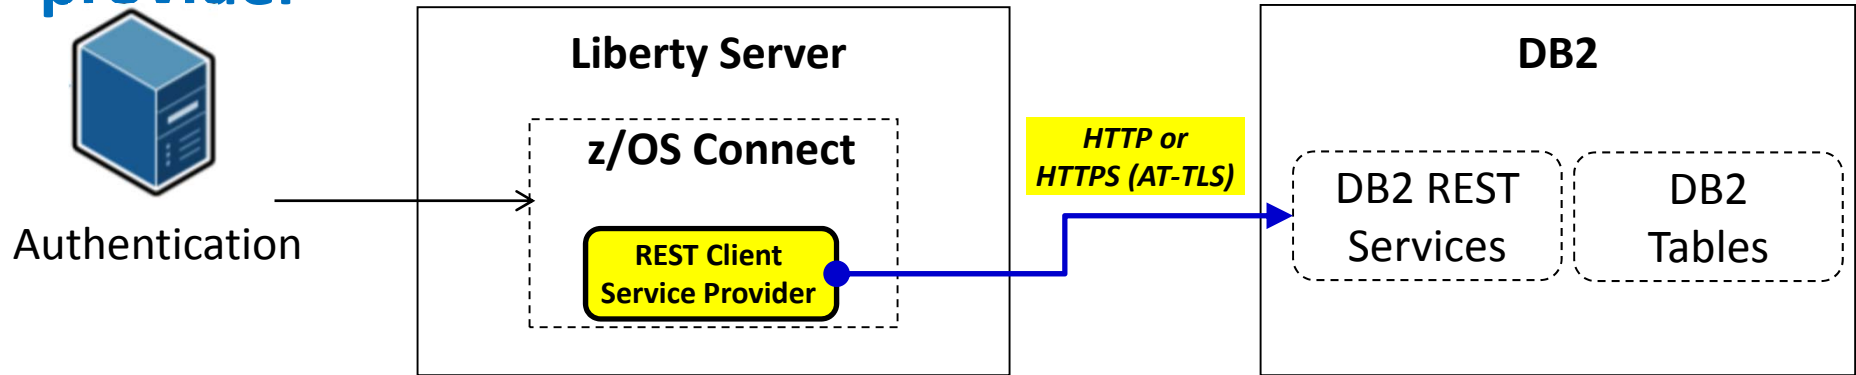 provider
Liberty Server
DB2
z/OS Connect
HTTP or
HTTPS (AT-TLS)
DB2 REST
Services
DB2
Tables
Authentication
REST Client
Service Provider